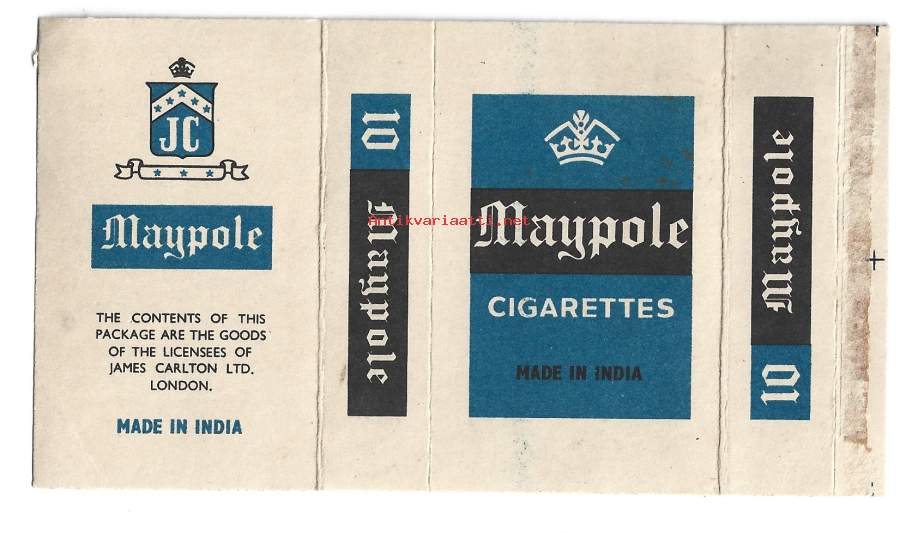 JC
Maypole
THE CONTENTS OF THIS
PACKAGE ARE THE GOODS
OF THE LICENSEES OF
JAMES CARLTON LTD.
LONDON.
MADE IN INDIA
10 Maypole
Maypole
CIGARETTES
MADE IN INDIA
Maypole 10
Antikvariaatti.net